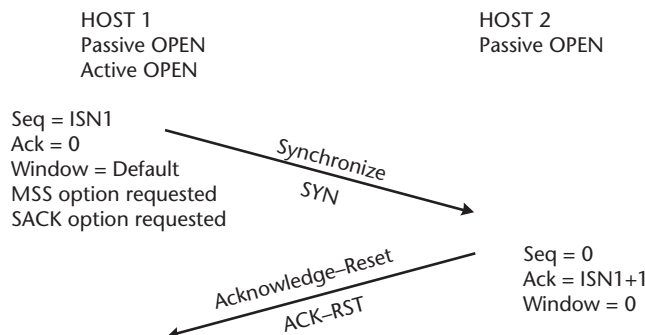 HOST 1
Passive OPEN
Active OPEN
HOST 2
Passive OPEN
Seq = ISN1
Ack = 0
Window = Default
MSS option requested
SACK option requested
Synchronize
SYN
Acknowledge–Reset
ACK–RST
Seq = 0
Ack = ISN1+1
Window = 0